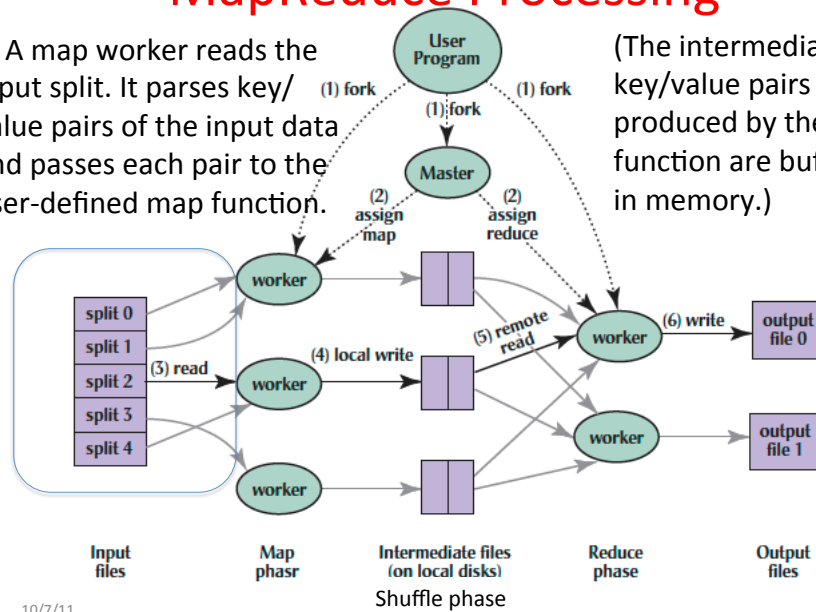 MapReduce Processing
A map worker reads the
put split. It parses key/
alue pairs of the input data
nd passes each pair to the
ser-defined map function.
(The intermedia
key/value pairs
produced by the
function are buf
in memory.)
User
Program
(1) fork
(1) fork
(1) fork
Master
(2)
assign
map
(2)
assign
reduce
worker
split 0
split 1
split 2
split 3
split 4
(3) read
worker
(4) local write
(5) remote
read
worker
(6) write
output
file 0
worker
worker
output
file 1
Input
files
Map
phasr
Intermediate files
(on local disks)
Reduce
phase
Output
files
Shuffle phase
10/7/11